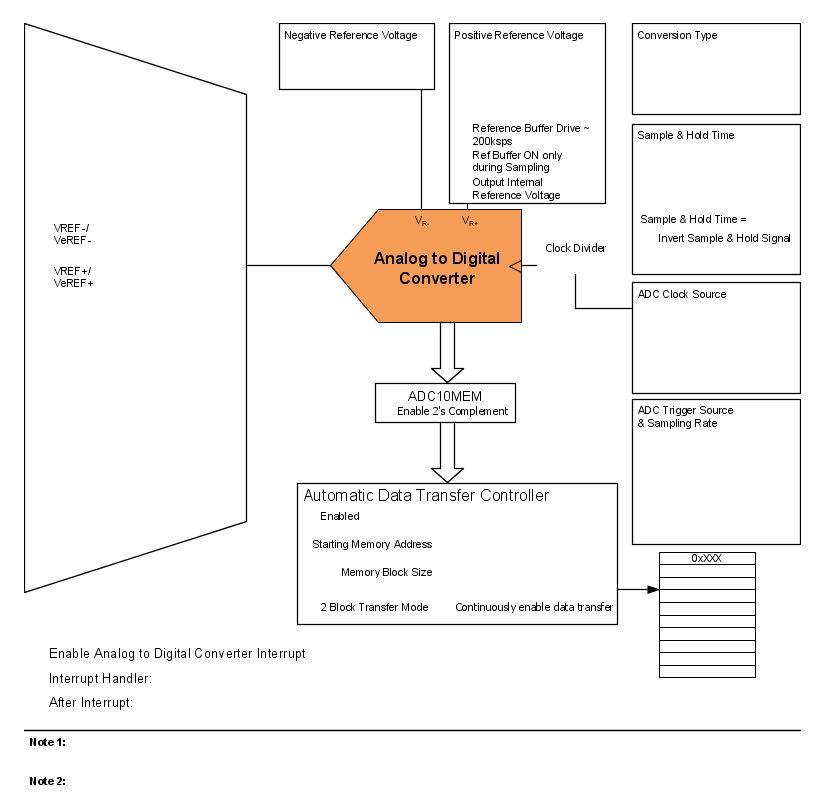 Negative Reference Voltage
Positive Reference Voltage
Conversion Type
Reference Buffer Drive ~
200ksps
Ref Buffer ON only
during Sampling
Output Internal
Reference Voltage
Sample & Hold Time
Sample & Hold Time =
Invert Sample & Hold Signal
VREF-/
VeREF-
VREF+/
VeREF+
VR-
VR+
Analog to Digital
Converter
Clock Divider
ADC Clock Source
ADC10MEM
Enable 2's Complement
ADC Trigger Source
& Sampling Rate
Automatic Data Transfer Controller
Enabled
Starting Memory Address
Memory Block Size
2 Block Transfer Mode
Continuously enable data transfer
0xXXX
Enable Analog to Digital Converter Interrupt
Interrupt Handler:
After Interrupt:
Note 1:
Note 2: